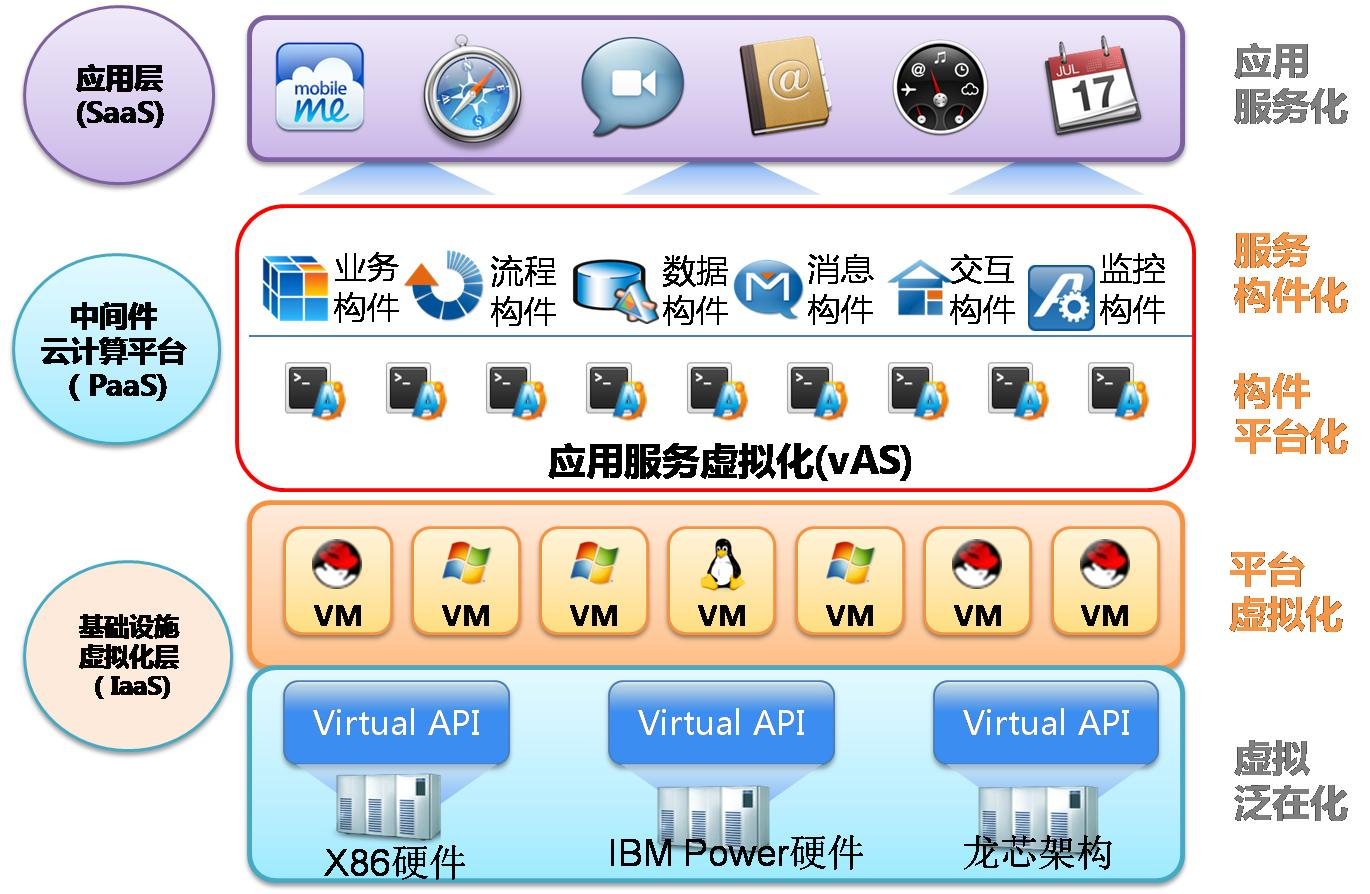 应用层
(SaaS)
mobile
me
JUL
17
应用
服务化
中间件
云计算平台
( PaaS)
业务
构件
流程
构件
数据
构件
消息
构件
交互
构件
监控
构件
服务
构件化
构件
平台化
应用服务虚拟化(vAS)
基础设施
虚拟化层
( IaaS)
VM
VM
VM
VM
VM
VM
VM
平台
虚拟化
Virtual API
Virtual API
Virtual API
X86硬件
IBM Power硬件
龙芯架构
虚拟
泛在化